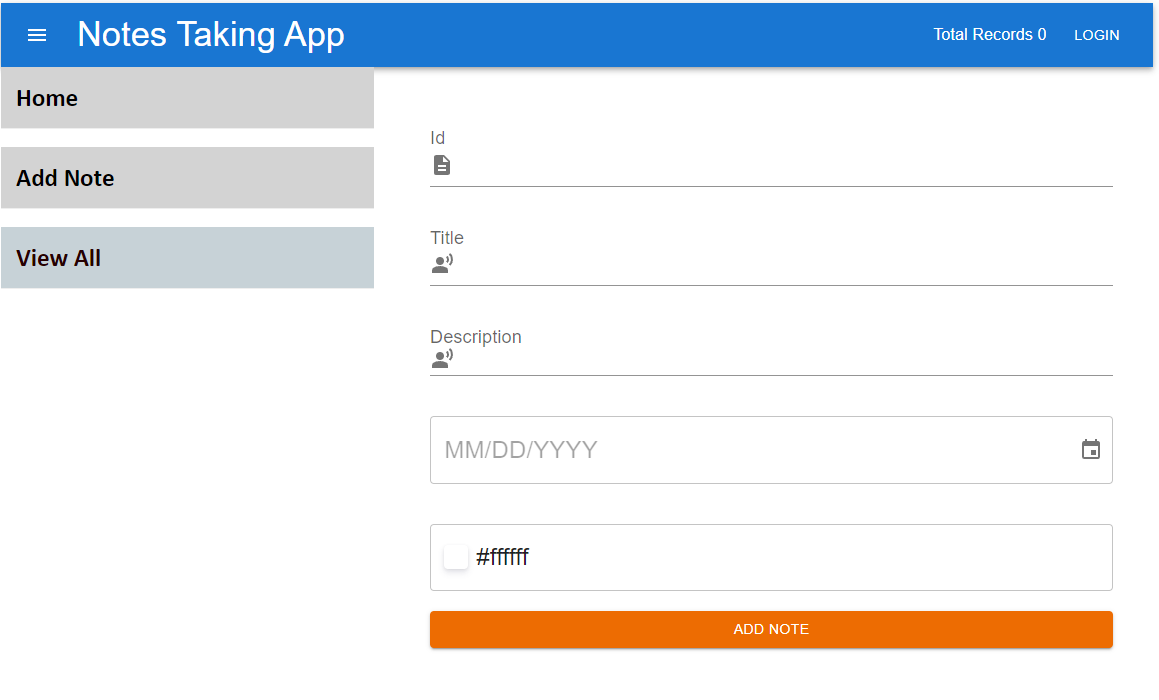 Notes Taking App
Total Records 0
LOGIN
Home
Add Note
View All
Id
Title
Description
MM/DD/YYYY
#ffffff
ADD NOTE